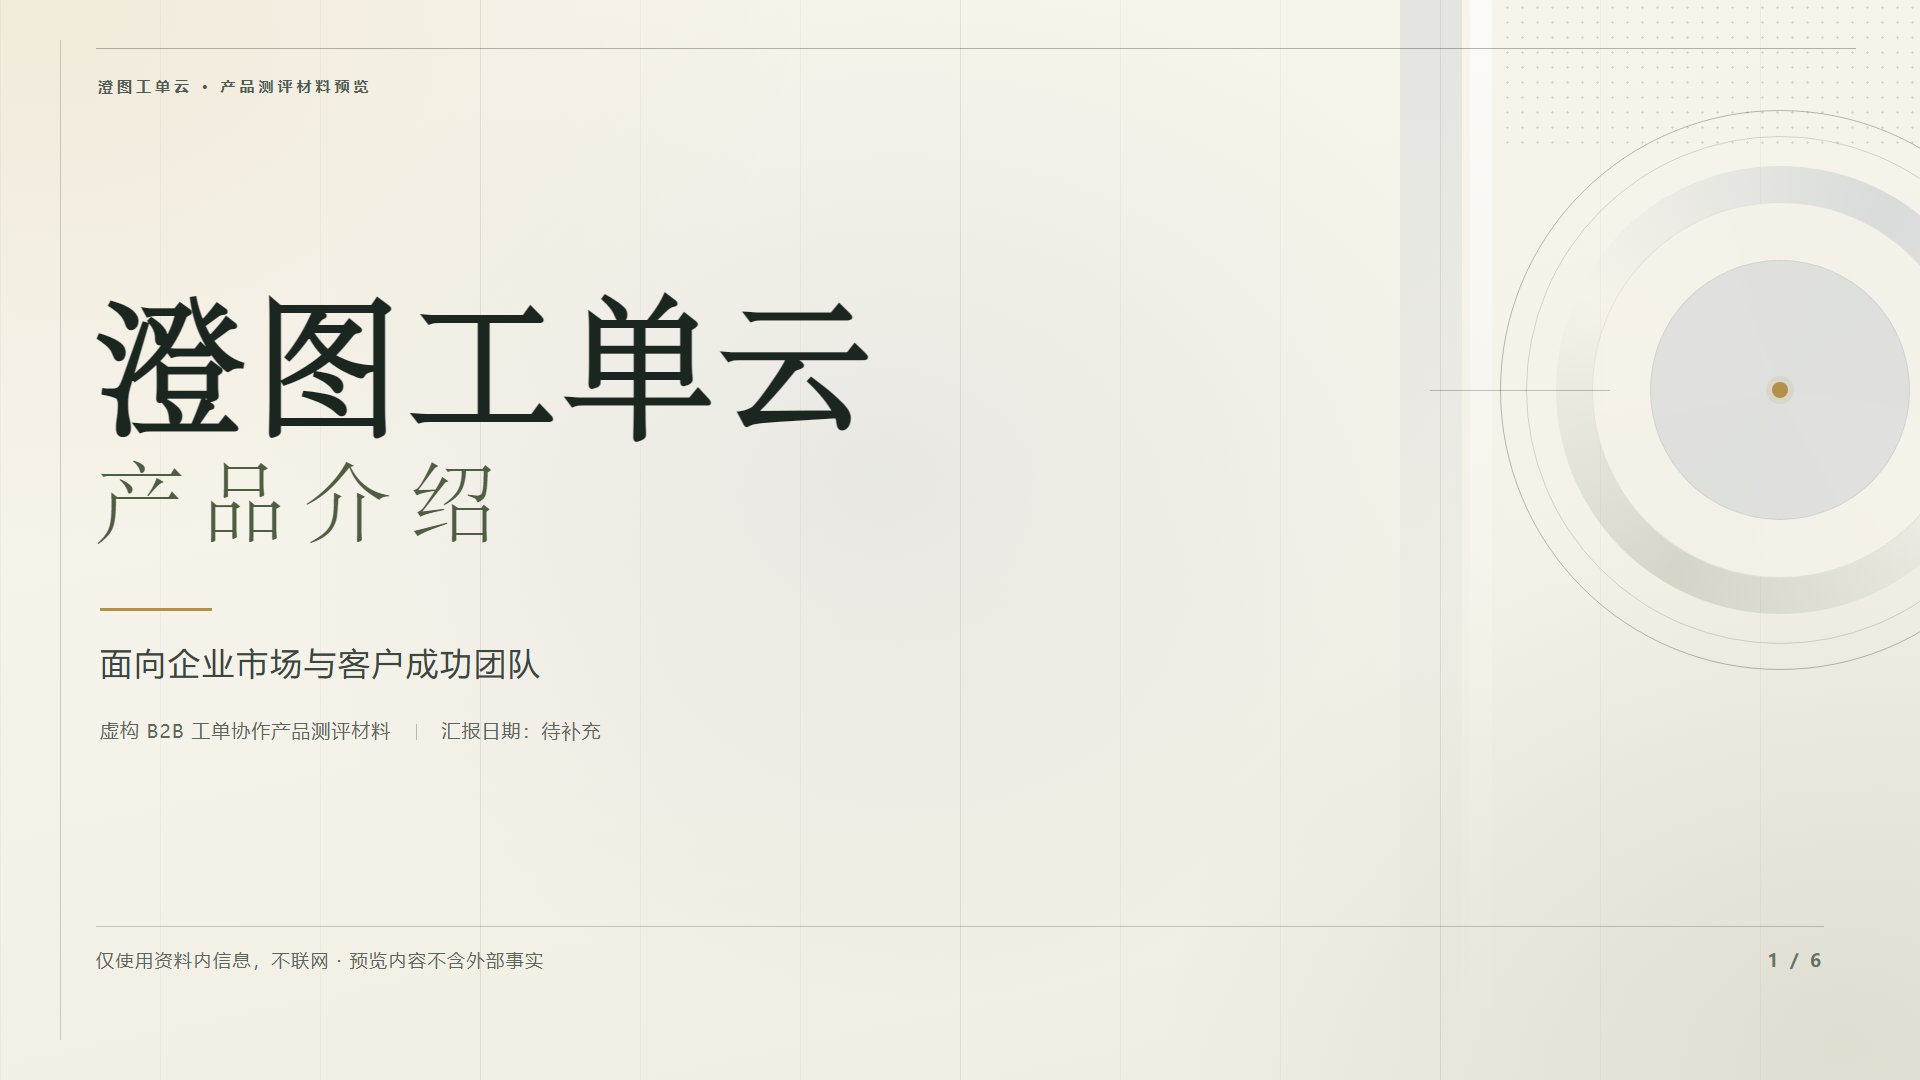 澄图工单云 • 产品测评材料预览
澄图工单云
产品介绍
面向企业市场与客户成功团队
虚构 B2B 工单协作产品测评材料 | 汇报日期：待补充
仅使用资料内信息，不联网 · 预览内容不含外部事实
1 / 6